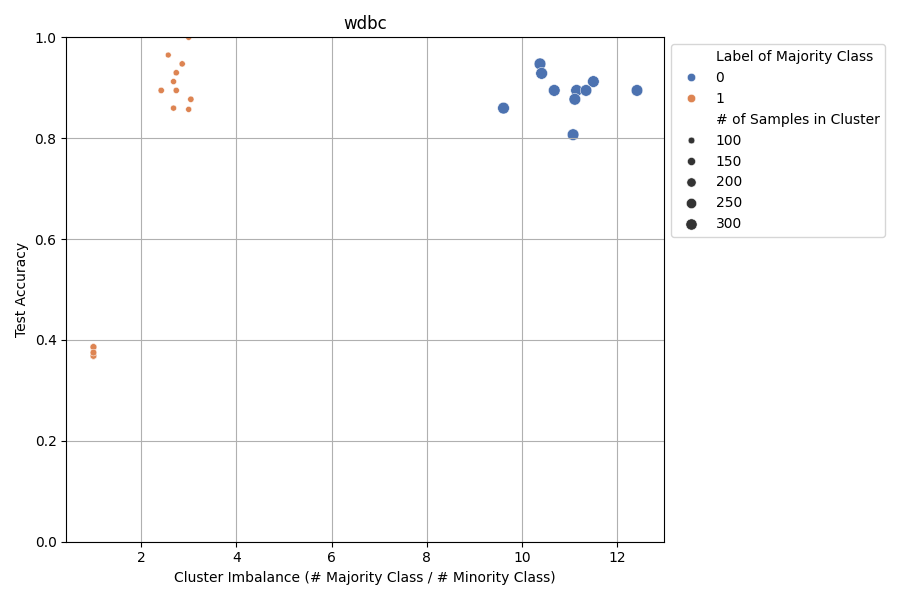 wdbc
1.0
0.8
0.6
0.4
0.2
0.0
Test Accuracy
2 4 6 8 10 12
Cluster Imbalance (# Majority Class / # Minority Class)
Label of Majority Class
0
1
# of Samples in Cluster
100
150
200
250
300